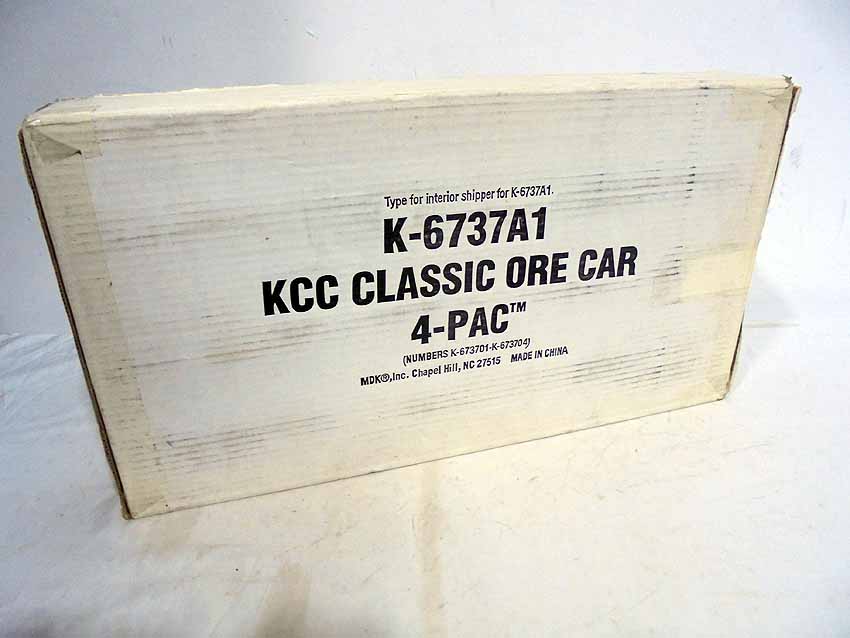 Type for interior shipper for K-6737A1.
K-6737A1
KCC CLASSIC ORE CAR
4-PAC™
(NUMBERS K-673701-K-673704)
MDK®,Inc. Chapel Hill, NC 27515 MADE IN CHINA